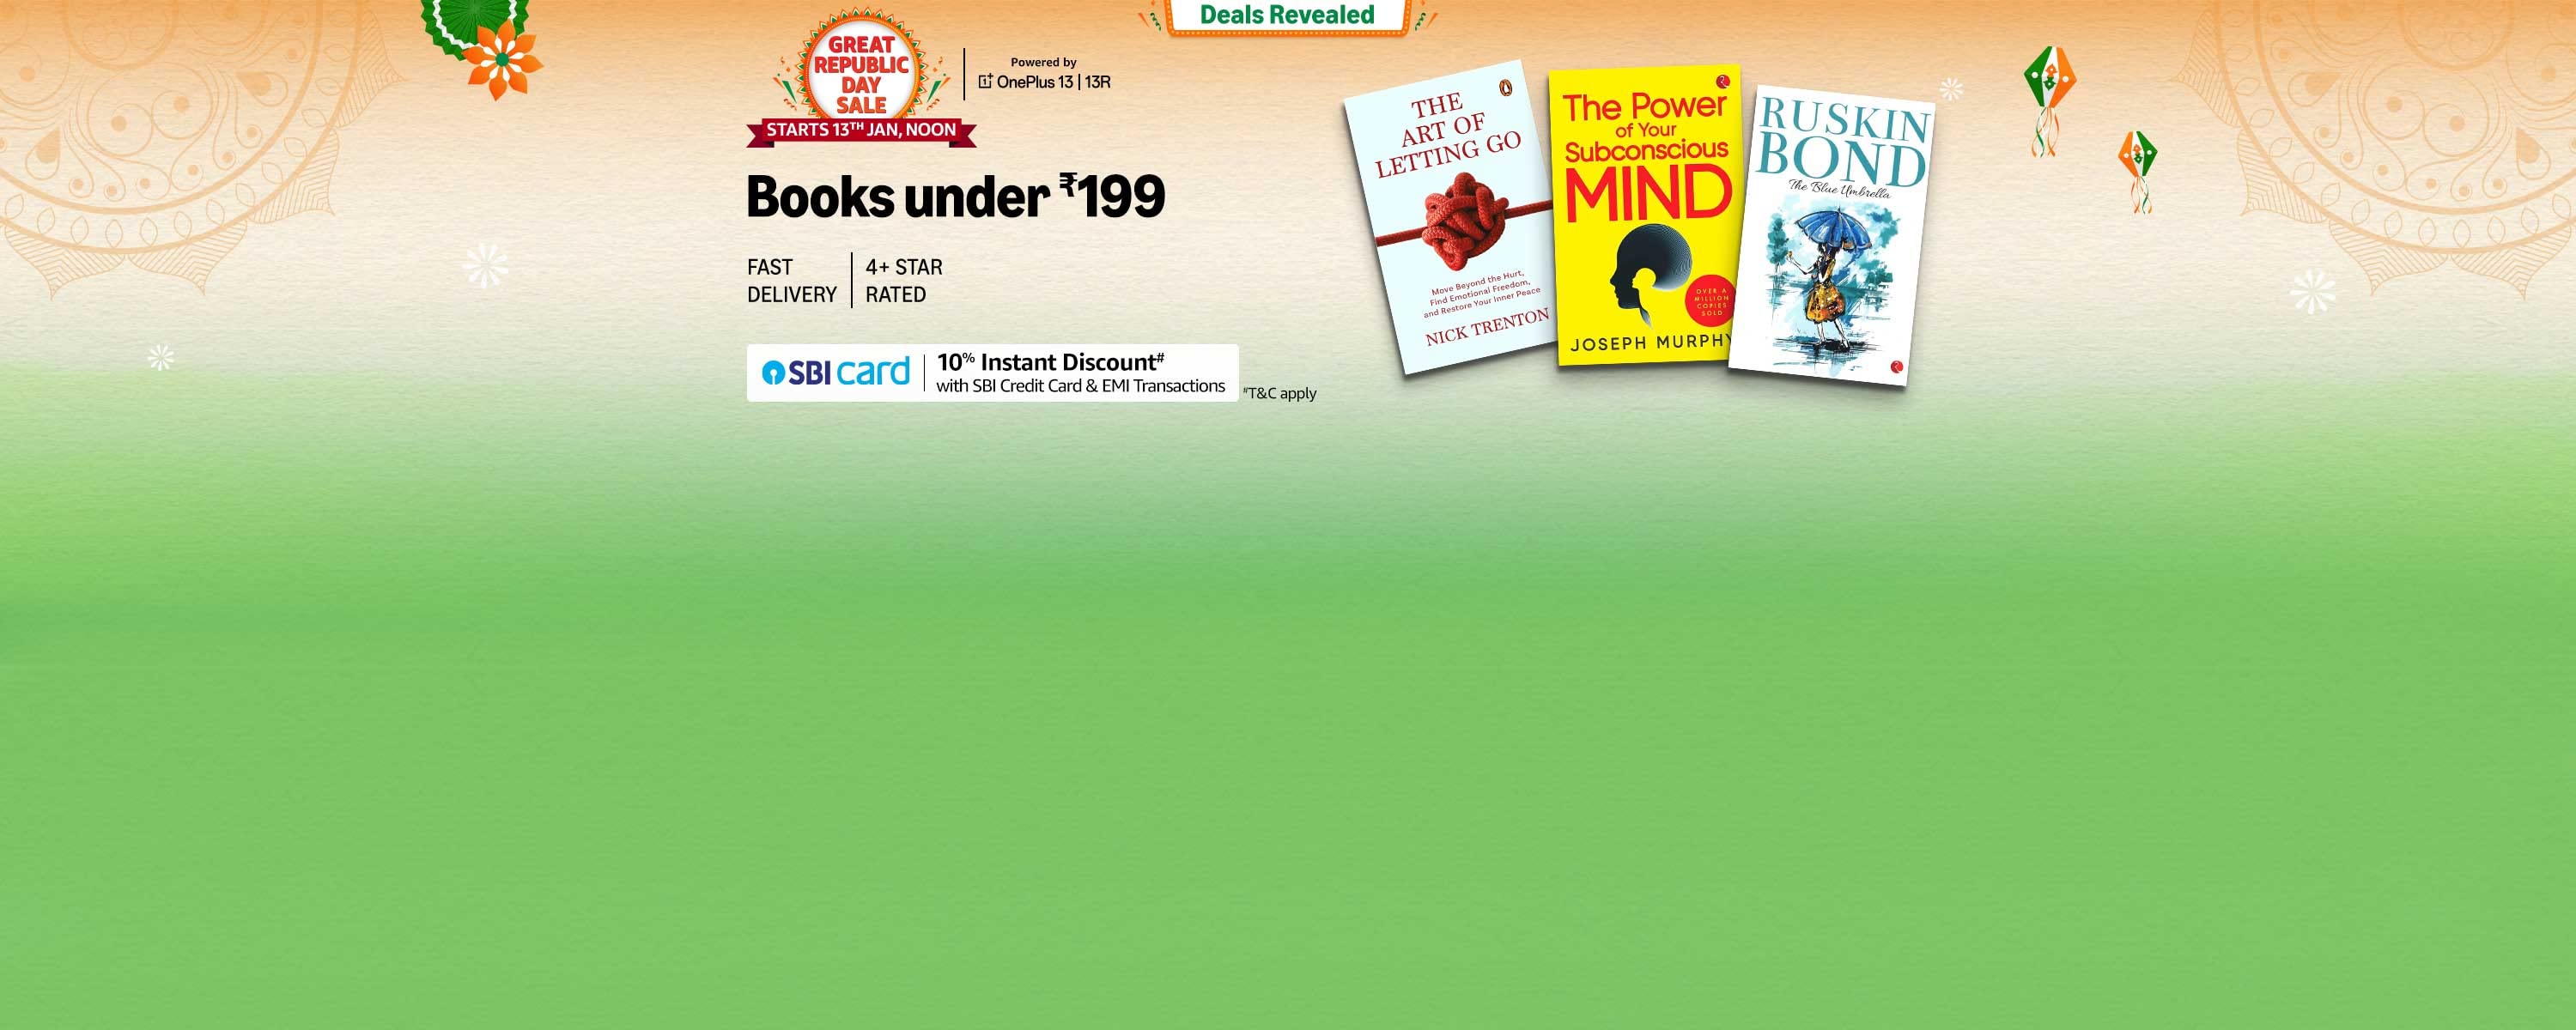 Deals Revealed
GREAT
REPUBLIC
DAY
SALE
STARTS 13TH JAN, NOON
Powered by
OnePlus 13 | 13R
Books under ₹199
FAST
DELIVERY
4+ STAR
RATED
SBI card
10% Instant Discount#
with SBI Credit Card & EMI Transactions
#T&C apply
THE
ART OF
LETTING GO
Move Beyond the Hurt,
Find Emotional Freedom,
and Restore Your Inner Peace
NICK TRENTON
The Power
of Your
Subconscious
MIND
OVER A
MILLION
COPIES
SOLD
JOSEPH MURPHY
RUSKIN
BOND
The Blue Umbrella